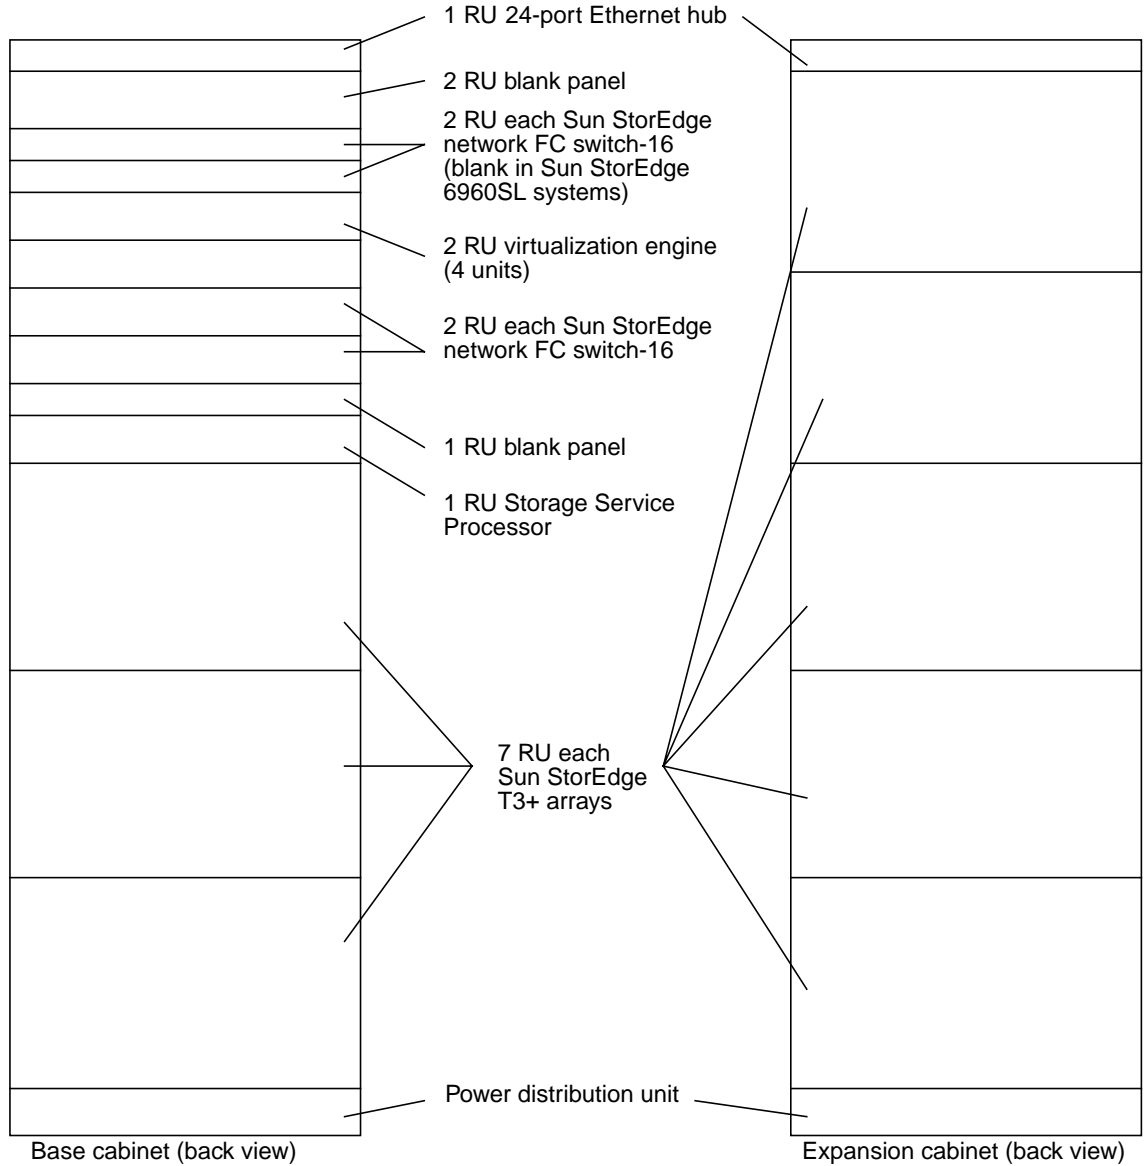 1 RU 24-port Ethernet hub
2 RU blank panel
2 RU each Sun StorEdge
network FC switch-16
(blank in Sun StorEdge
6960SL systems)
2 RU virtualization engine
(4 units)
2 RU each Sun StorEdge
network FC switch-16
1 RU blank panel
1 RU Storage Service
Processor
7 RU each
Sun StorEdge
T3+ arrays
Power distribution unit
Base cabinet (back view)
Expansion cabinet (back view)